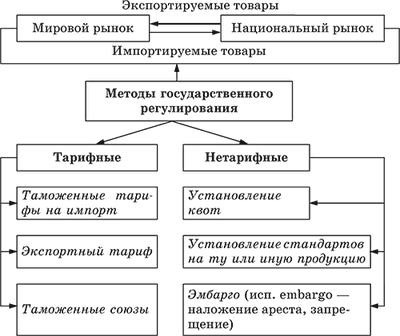 Экспортируемые товары
Мировой рынок
Национальный рынок
Импортируемые товары
Методы государственного
регулирования
Тарифные
Нетарифные
Таможенные тари-
фы на импорт
Установление
квот
Экспортный тариф
Установление стандартов
на ту или иную продукцию
Таможенные союзы
Эмбарго (исп. embargo —
наложение ареста, запре-
щение)